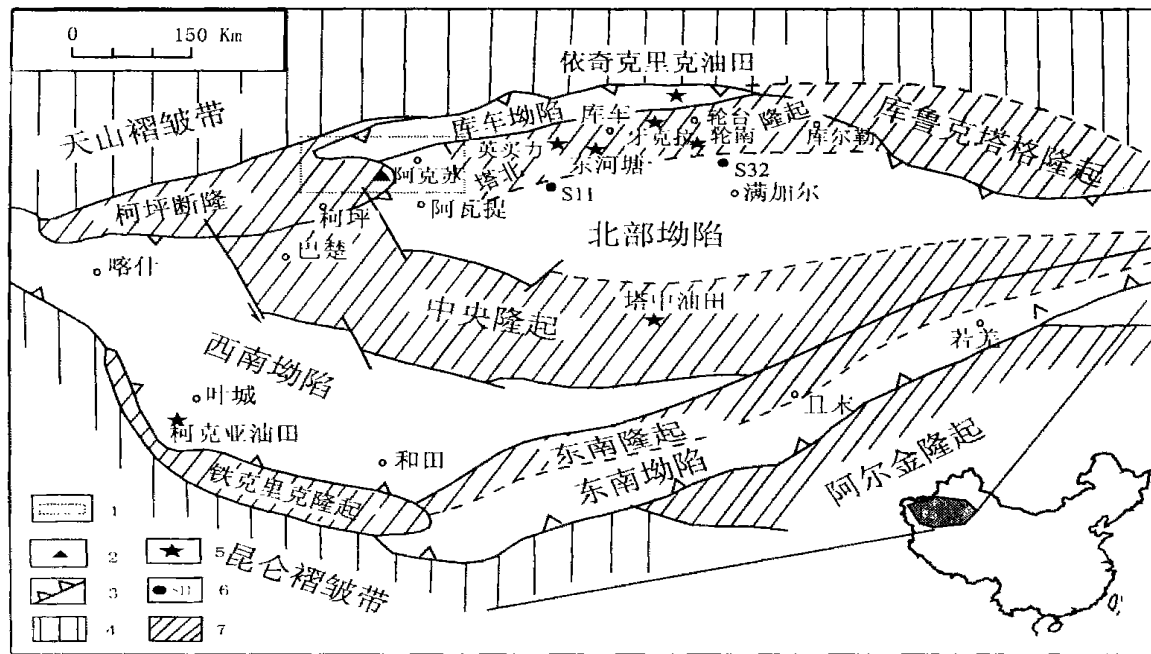 0 150 Km
依奇克里克油田
天山褶皱带
库车坳陷
库车
轮台
隆起
库尔勒
库鲁克塔格隆起
牙克拉
轮南
英买力
东河塘
塔北
S32
阿克苏
S11
满加尔
柯坪断隆
柯坪
阿瓦提
北部坳陷
喀什
巴楚
中央隆起
塔中油田
若羌
西南坳陷
叶城
且末
柯克亚油田
和田
东南隆起
东南坳陷
阿尔金隆起
铁克里克隆起
昆仑褶皱带
1
2
5
3
S11
6
4
7